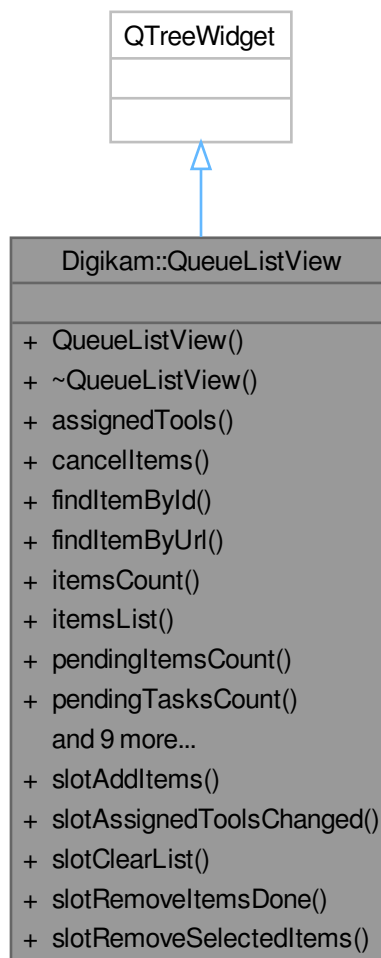 QTreeWidget
Digikam::QueueListView
+ QueueListView()
+ ~QueueListView()
+ assignedTools()
+ cancelItems()
+ findItemById()
+ findItemByUrl()
+ itemsCount()
+ itemsList()
+ pendingItemsCount()
+ pendingTasksCount()
and 9 more...
+ slotAddItems()
+ slotAssignedToolsChanged()
+ slotClearList()
+ slotRemoveItemsDone()
+ slotRemoveSelectedItems()